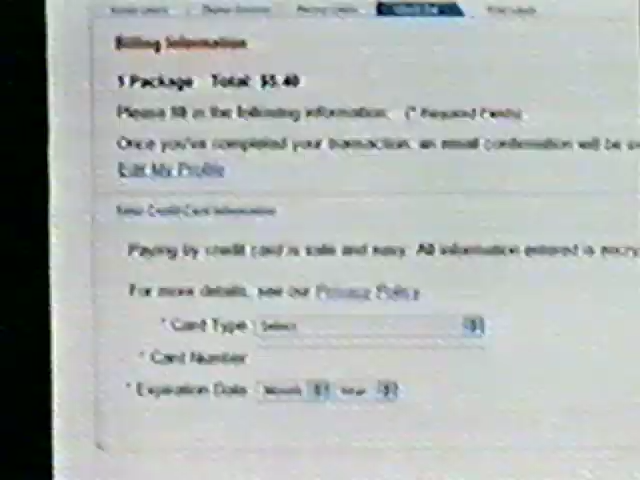 Billing Information
1 Package Total: $5.40
Please fill in the following information. (* Required Fields)
Once you've completed your transaction, an email confirmation will be
Edit My Profile
Credit Card Information
Paying by credit card is safe and easy. All information entered is
For more details, see our Privacy Policy
* Card Type Select
* Card Number
* Expiration Date Month Year